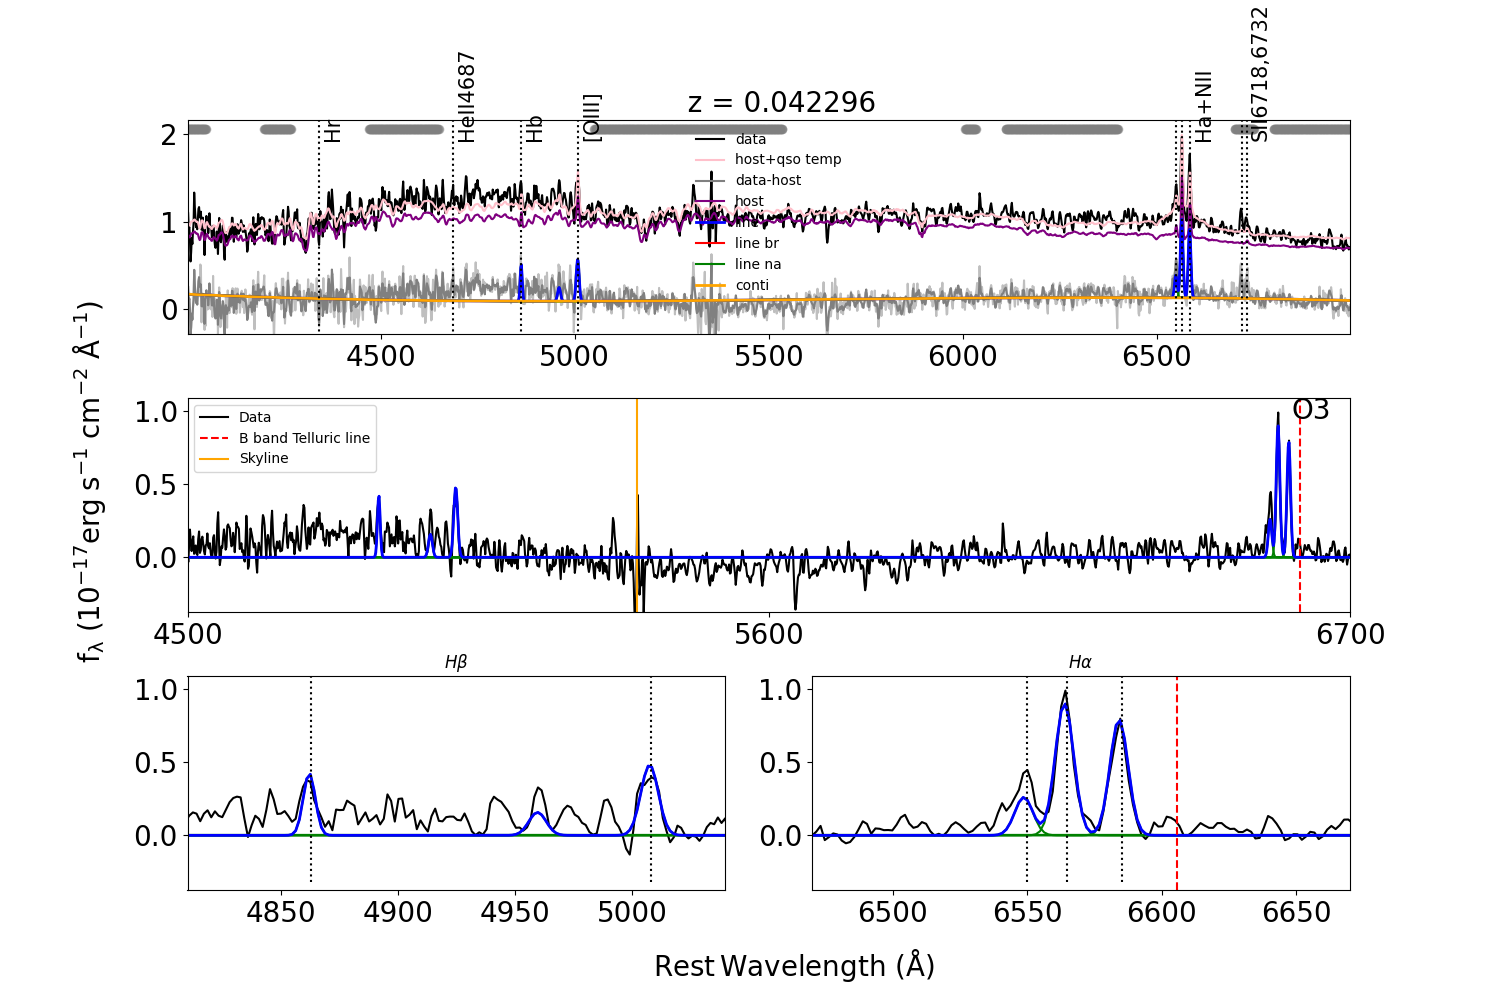 Hr
HeII4687
Hb
[OIII]
Ha+NII
SII6718,6732
z = 0.042296
2
1
0
data
host+qso temp
data-host
host
line
line br
line na
conti
4500
5000
5500
6000
6500
fλ (10−17erg s−1 cm−2 Å−1)
1.0
0.5
0.0
Data
B band Telluric line
Skyline
O3
4500
5600
6700
Hβ
1.0
0.5
0.0
4850
4900
4950
5000
Hα
1.0
0.5
0.0
6500
6550
6600
6650
Rest Wavelength (Å)